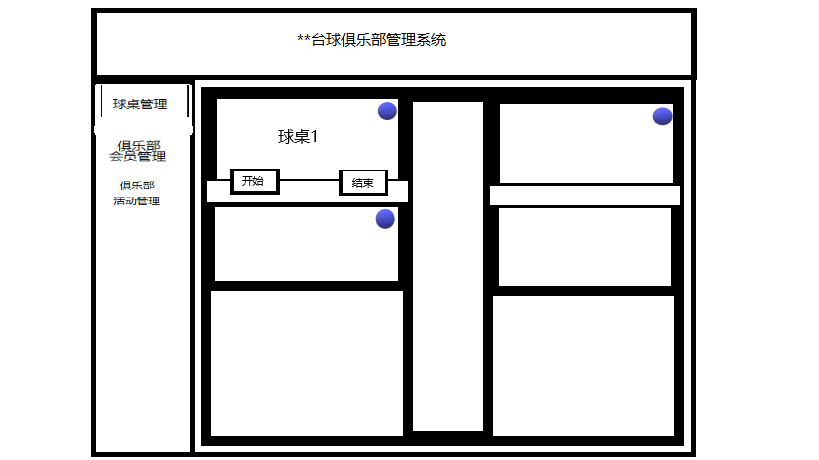 **台球俱乐部管理系统
球桌管理
俱乐部
会员管理
俱乐部
活动管理
球桌1
开始
结束